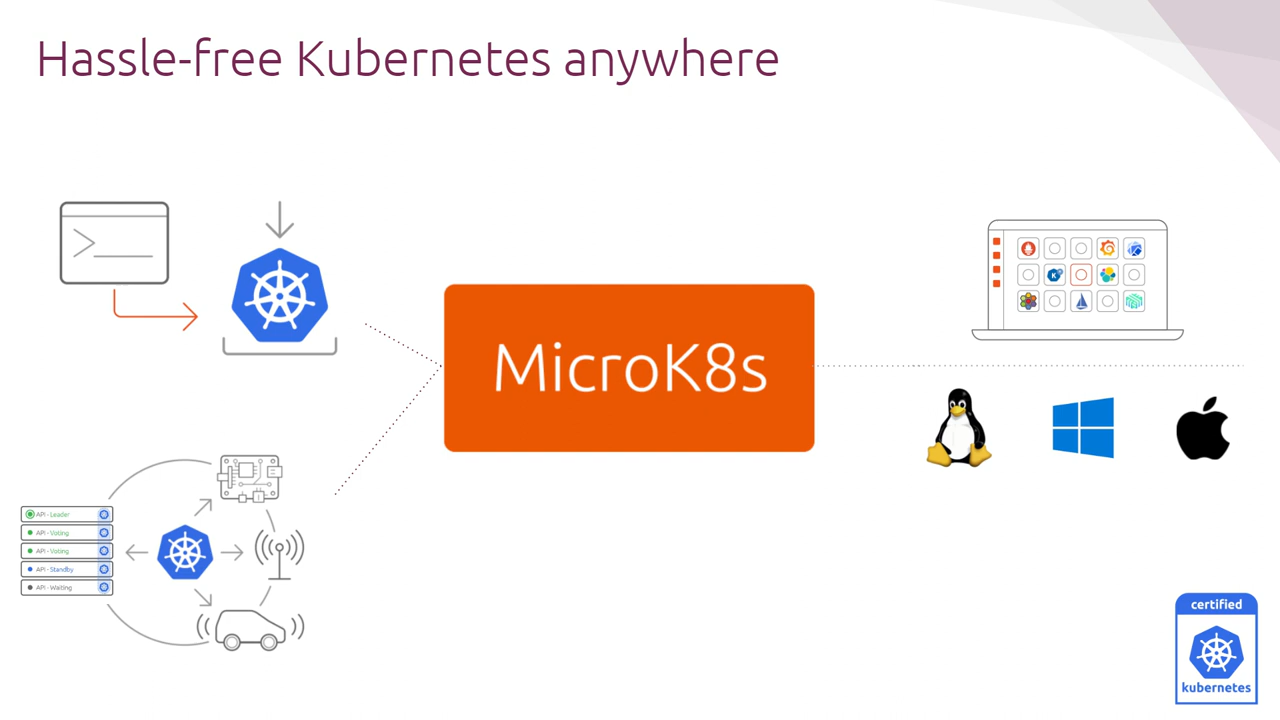 Hassle-free Kubernetes anywhere
MicroK8s
API - Leader
API - Voting
API - Voting
API - Standby
API - Waiting
certified
kubernetes